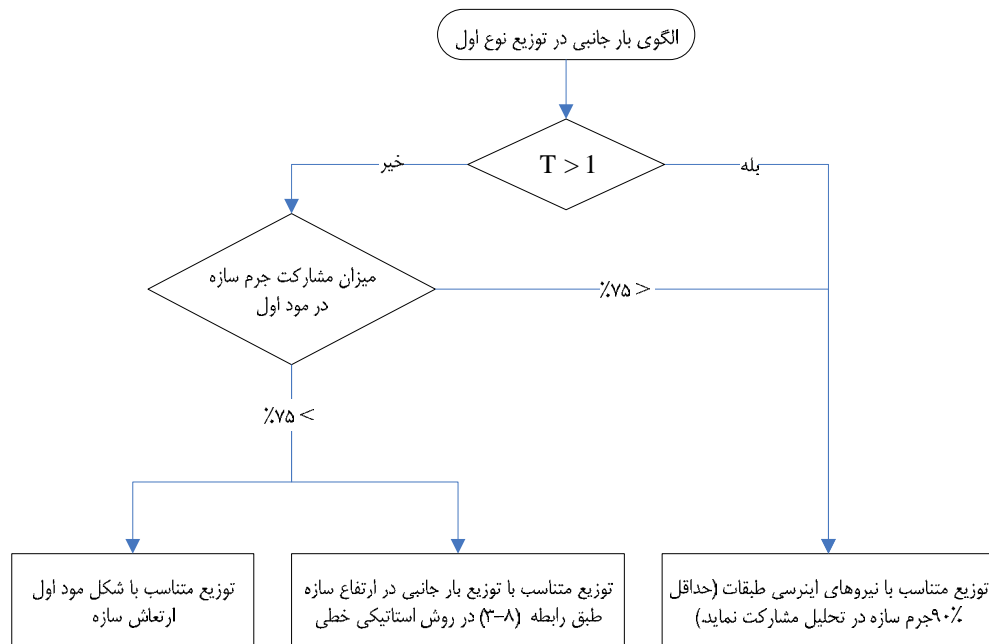 الگوی بار جانبی در توزیع نوع اول
T > 1
خیر
بله
میزان مشارکت جرم سازه
در مود اول
٪۷۵ <
٪۷۵ >
توزیع متناسب با نیروهای اینرسی طبقات (حداقل
۹۰٪جرم سازه در تحلیل مشارکت نماید.)
توزیع متناسب با توزیع بار جانبی در ارتفاع سازه
طبق رابطه (۸-۳) در روش استاتیکی خطی
توزیع متناسب با شکل مود اول
ارتعاش سازه